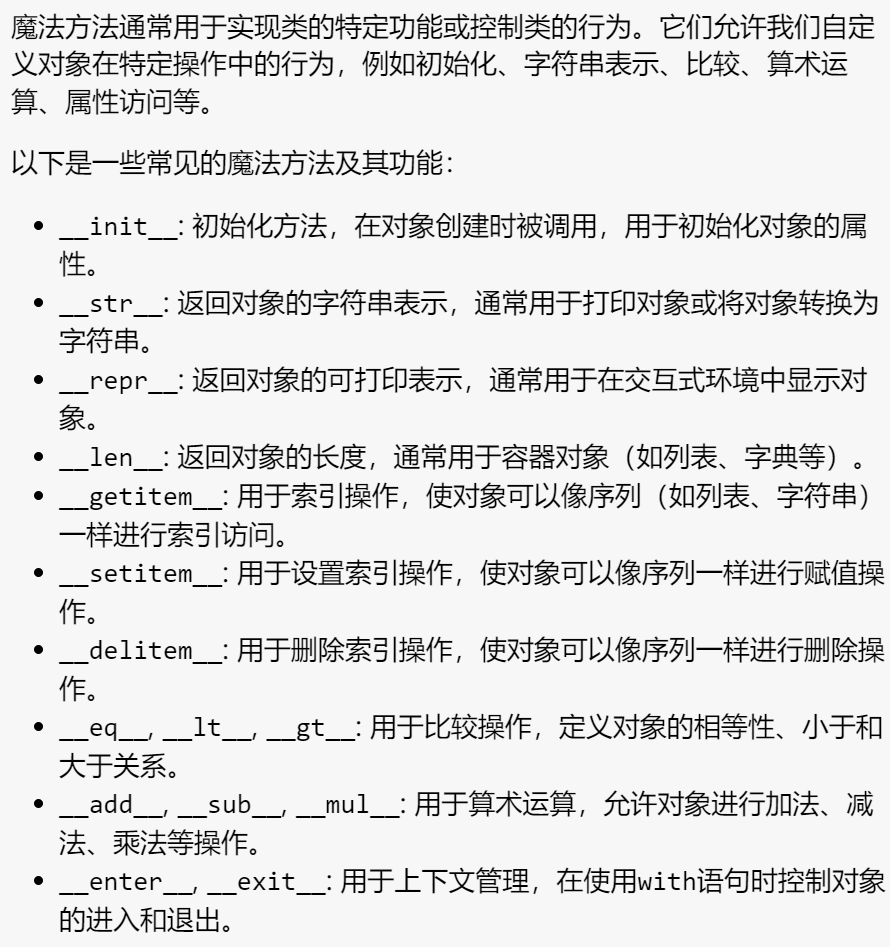 魔法方法通常用于实现类的特定功能或控制类的行为。它们允许我们自定
义对象在特定操作中的行为，例如初始化、字符串表示、比较、算术运
算、属性访问等。
以下是一些常见的魔法方法及其功能：
• __init__: 初始化方法，在对象创建时被调用，用于初始化对象的属
性。
• __str__: 返回对象的字符串表示，通常用于打印对象或将对象转换为
字符串。
• __repr__: 返回对象的可打印表示，通常用于在交互式环境中显示对
象。
• __len__: 返回对象的长度，通常用于容器对象（如列表、字典等）。
• __getitem__: 用于索引操作，使对象可以像序列（如列表、字符串）
一样进行索引访问。
• __setitem__: 用于设置索引操作，使对象可以像序列一样进行赋值操
作。
• __delitem__: 用于删除索引操作，使对象可以像序列一样进行删除操
作。
• __eq__, __lt__, __gt__: 用于比较操作，定义对象的相等性、小于和
大于关系。
• __add__, __sub__, __mul__: 用于算术运算，允许对象进行加法、减
法、乘法等操作。
• __enter__, __exit__: 用于上下文管理，在使用with语句时控制对象
的进入和退出。